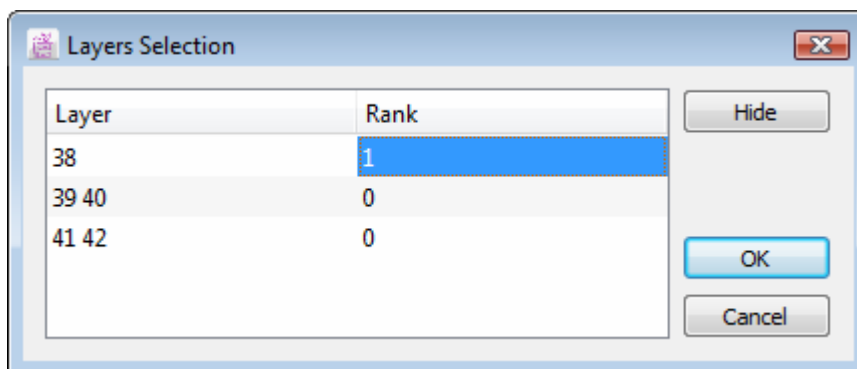 Layers Selection
Layer Rank Hide
38 1
39 40 0
41 42 0
OK
Cancel